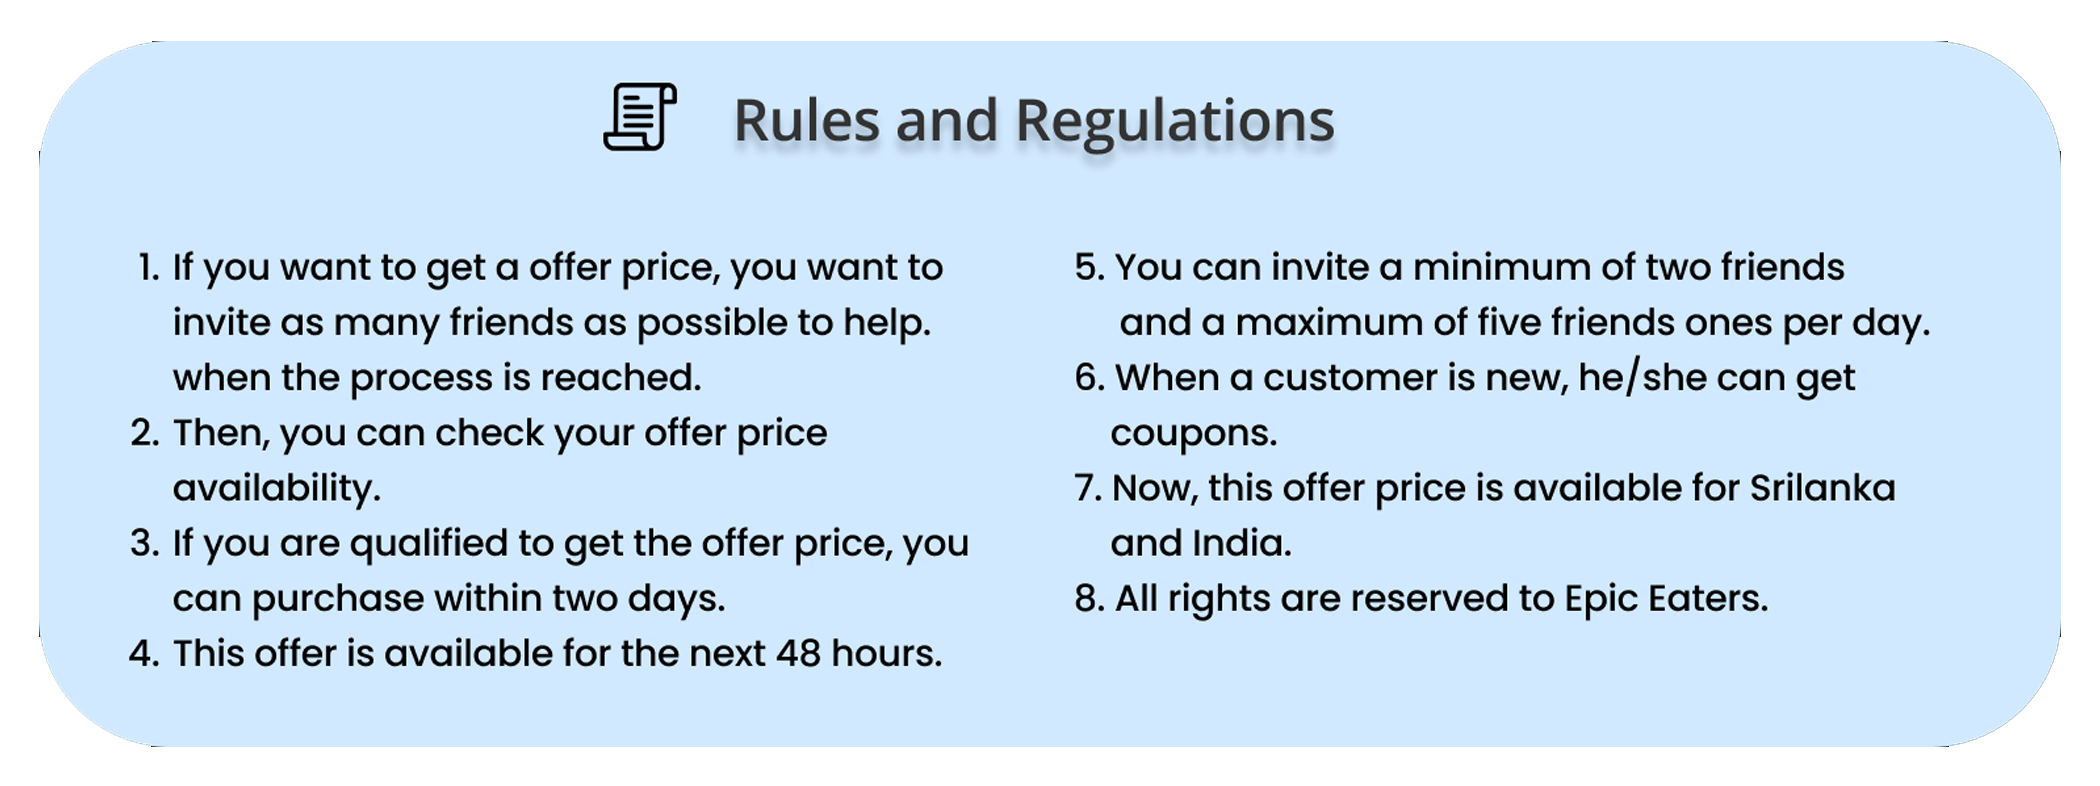 Rules and Regulations
1. If you want to get a offer price, you want to
invite as many friends as possible to help.
when the process is reached.
2. Then, you can check your offer price
availability.
3. If you are qualified to get the offer price, you
can purchase within two days.
4. This offer is available for the next 48 hours.
5. You can invite a minimum of two friends
and a maximum of five friends ones per day.
6. When a customer is new, he/she can get
coupons.
7. Now, this offer price is available for Srilanka
and India.
8. All rights are reserved to Epic Eaters.